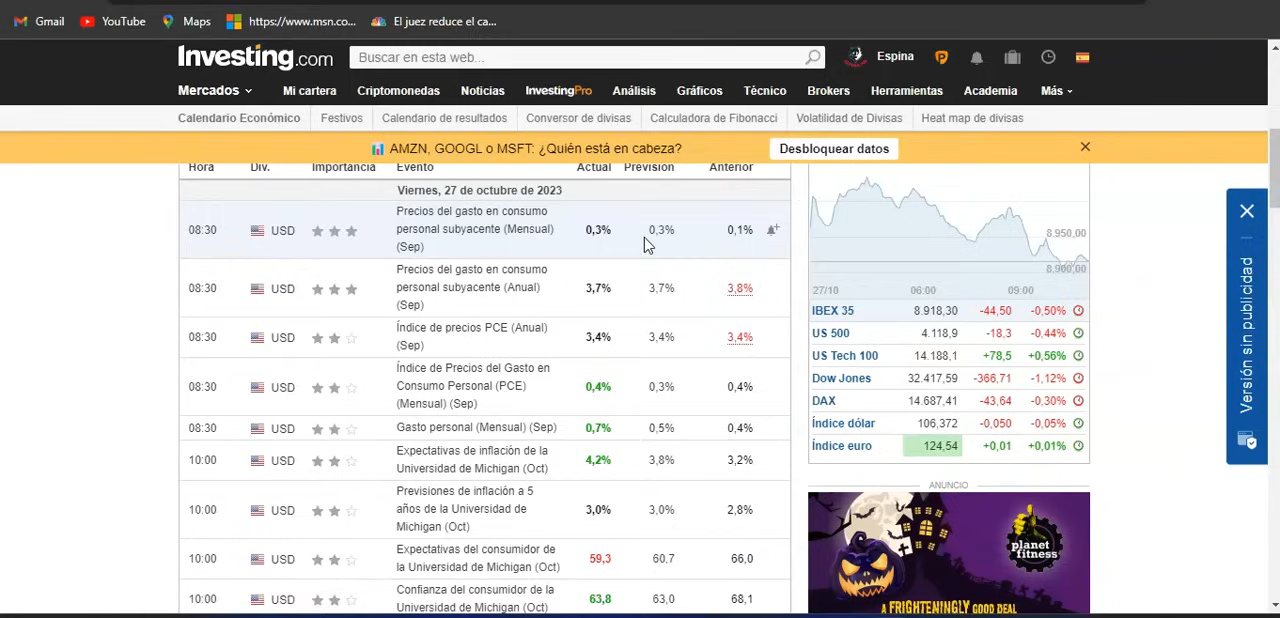 Gmail YouTube Maps https://www.msn.co... El juez reduce el ca...
Investing.com Buscar en esta web... Espina
Mercados Mi cartera Criptomonedas Noticias InvestingPro Análisis Gráficos Técnico Brokers Herramientas Academia Más
Calendario Económico Festivos Calendario de resultados Conversor de divisas Calculadora de Fibonacci Volatilidad de Divisas Heat map de divisas
AMZN, GOOGL o MSFT: ¿Quién está en cabeza? Desbloquear datos
Hora Div. Importancia Evento Actual Previsión Anterior
Viernes, 27 de octubre de 2023
Precios del gasto en consumo
08:30 USD personal subyacente (Mensual) 0,3% 0,3% 0,1%
(Sep)
Precios del gasto en consumo
08:30 USD personal subyacente (Anual) 3,7% 3,7% 3,8%
(Sep)
Índice de precios PCE (Anual)
08:30 USD 3,4% 3,4%
(Sep)
Índice de Precios del Gasto en
08:30 USD Consumo Personal (PCE) 0,4% 0,3% 0,4%
(Mensual) (Sep)
08:30 USD Gasto personal (Mensual) (Sep) 0,7% 0,5% 0,4%
Expectativas de inflación de la
10:00 USD 4,2% 3,8% 3,2%
Universidad de Michigan (Oct)
Previsiones de inflación a 5
10:00 USD años de la Universidad de 3,0% 3,0% 2,8%
Michigan (Oct)
Expectativas del consumidor de
10:00 USD 59,3 60,7 66,0
la Universidad de Michigan (Oct)
Confianza del consumidor de la
10:00 USD 63,8 63,0 68,1
Universidad de Michigan (Oct)
8.950,00
8.900,00
27/10 06:00 09:00
IBEX 35 8.918,30 -44,50 -0,50%
US 500 4.118,9 -18,3 -0,44%
US Tech 100 14.188,1 +78,5 +0,56%
Dow Jones 32.417,59 -366,71 -1,12%
DAX 14.687,41 -43,64 -0,30%
Índice dólar 106,372 -0,050 -0,05%
Índice euro 124,54 +0,01 +0,01%
ANUNCIO
planet
fitness
A FRIGHTENINGLY GOOD DEAL
Versión sin publicidad